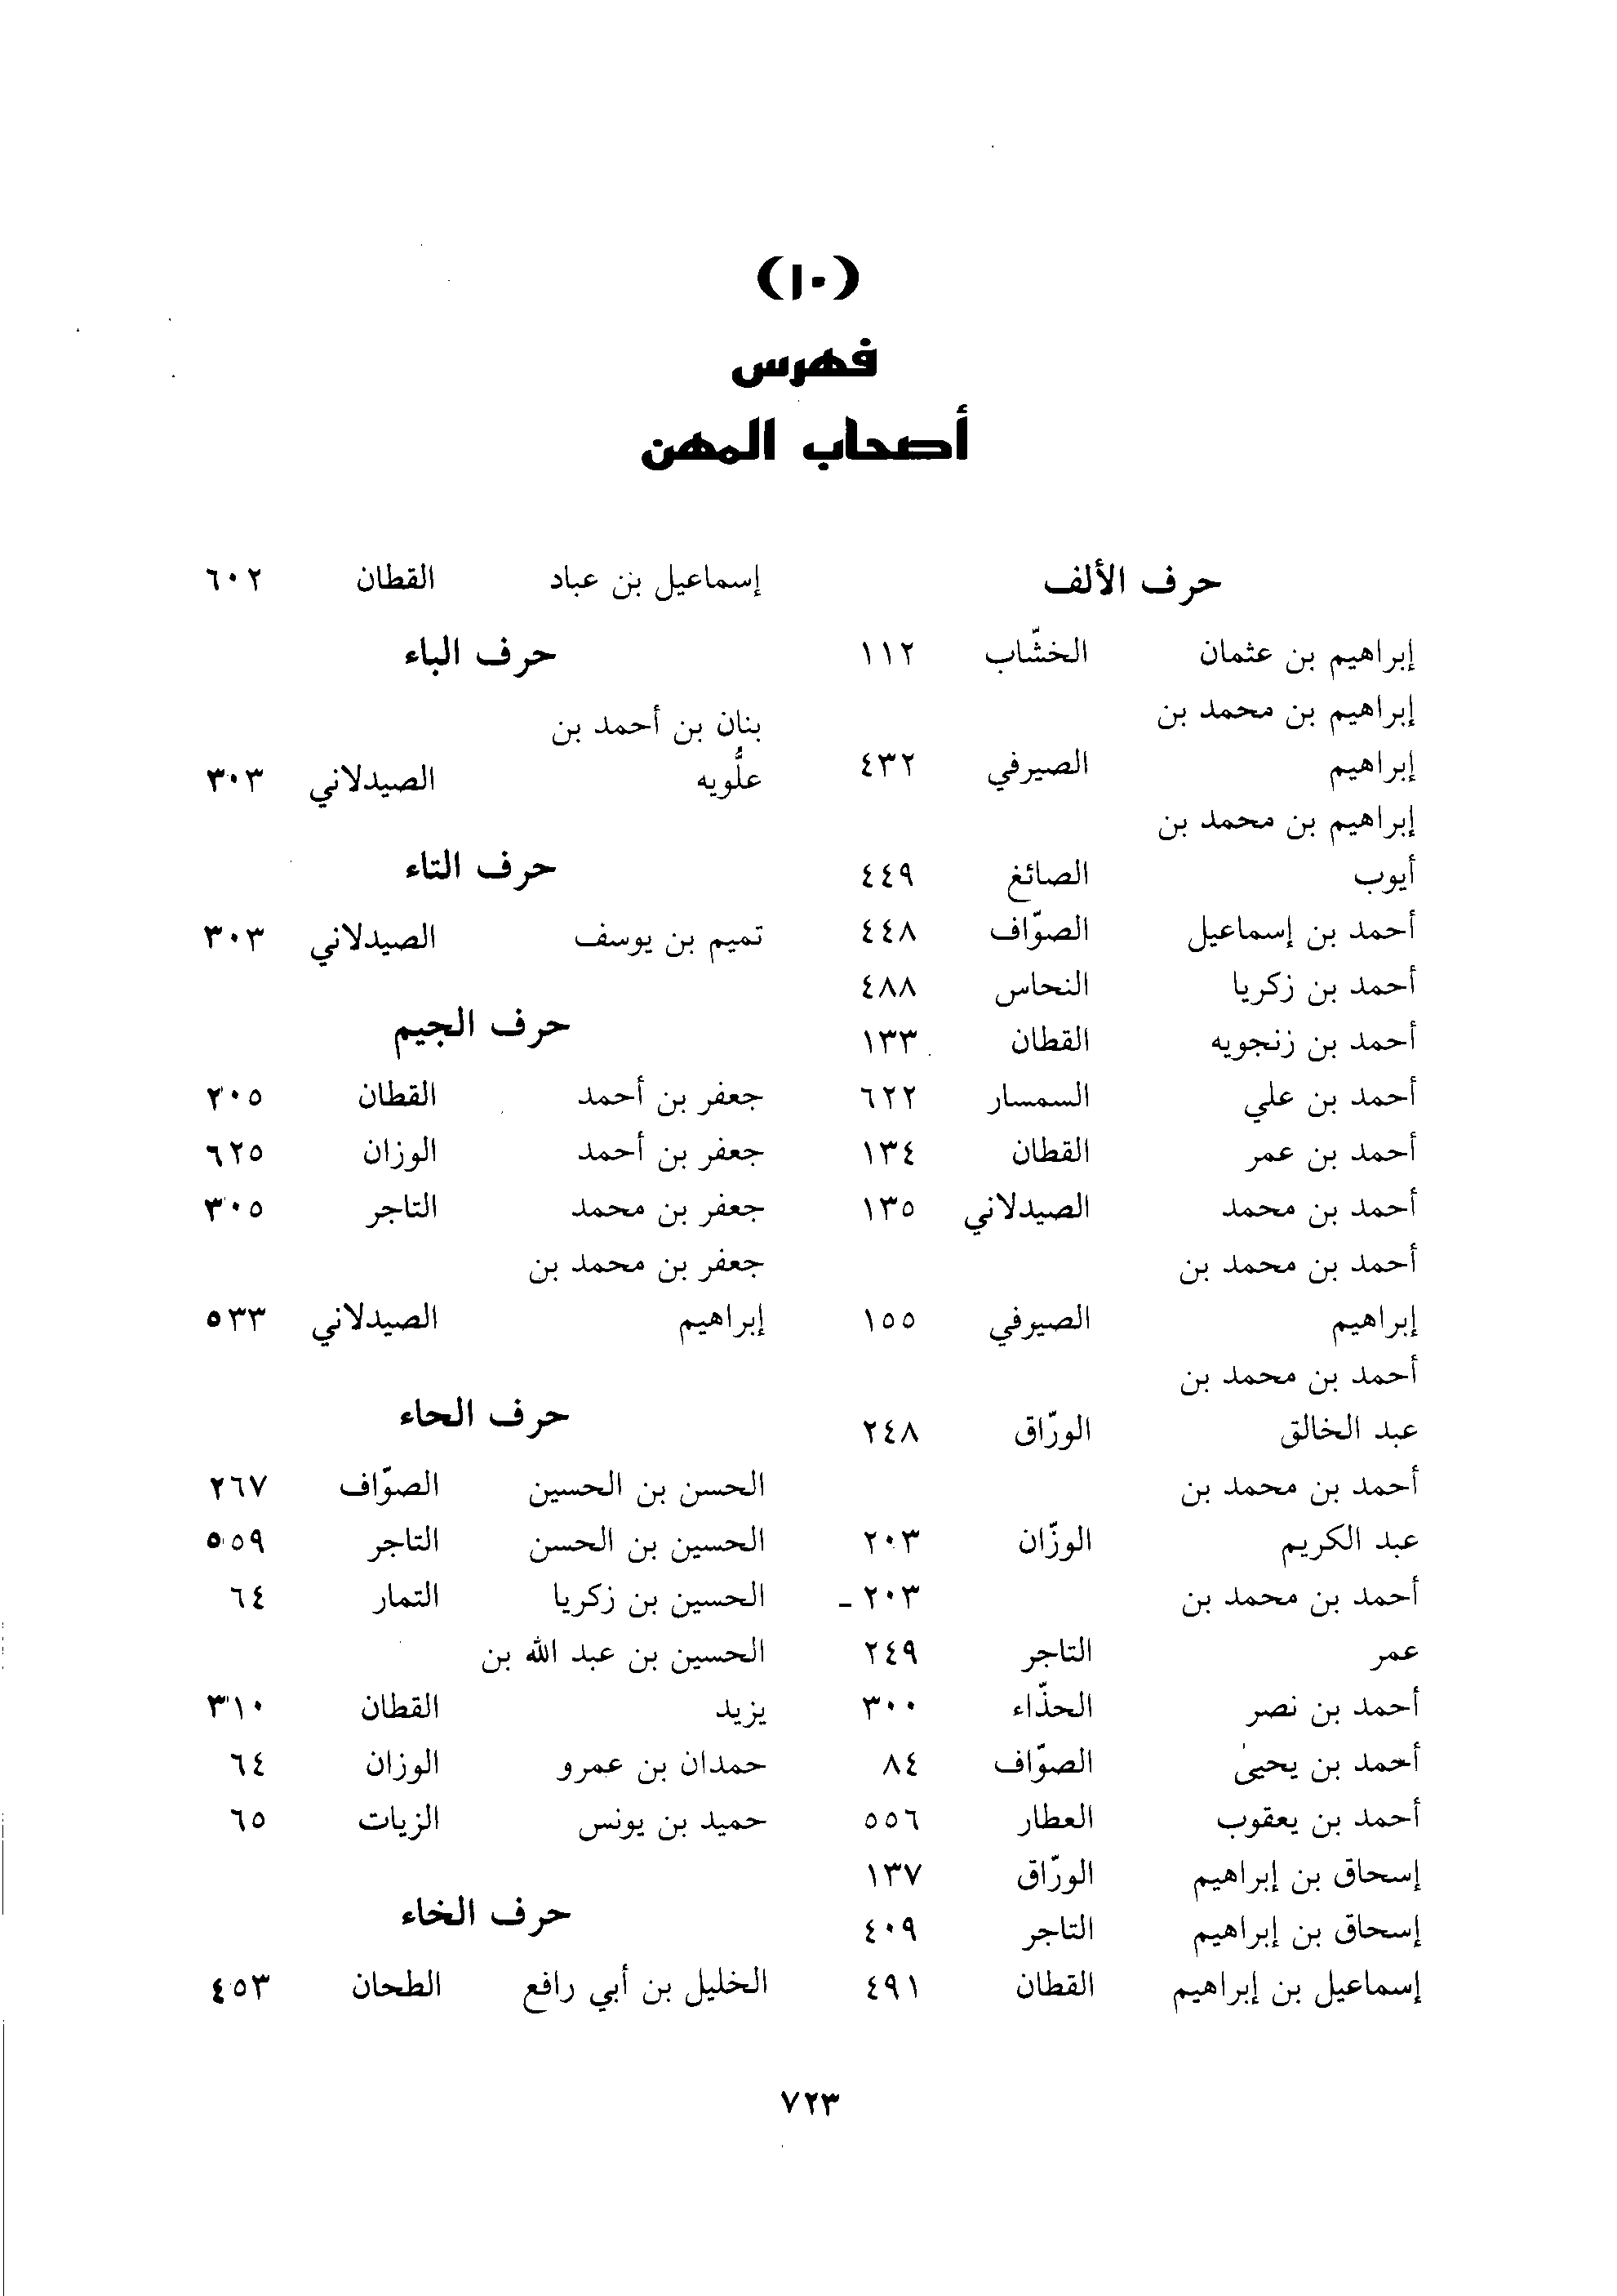 (١٠)
فهرس
أصحاب المهن
حرف الألف
إبراهيم بن عثمان الخشّاب ١١٢
إبراهيم بن محمد بن
إبراهيم الصيرفي ٤٣٢
إبراهيم بن محمد بن
أيوب الصائغ ٤٤٩
أحمد بن إسماعيل الصوّاف ٤٤٨
أحمد بن زكريا النحاس ٤٨٨
أحمد بن زنجويه القطان ١٣٣
أحمد بن علي السمسار ٦٢٢
أحمد بن عمر القطان ١٣٤
أحمد بن محمد الصيدلاني ١٣٥
أحمد بن محمد بن
إبراهيم الصيوفي ١٥٥
أحمد بن محمد بن
عبد الخالق الورّاق ٢٤٨
أحمد بن محمد بن
عبد الكريم الوزّان ٢٠٣
أحمد بن محمد بن ٢٠٣ -
عمر التاجر ٢٤٩
أحمد بن نصر الحذّاء ٣٠٠
أحمد بن يحيىٰ الصوّاف ٨٤
أحمد بن يعقوب العطار ٥٥٦
إسحاق بن إبراهيم الورّاق ١٣٧
إسحاق بن إبراهيم التاجر ٤٠٩
إسماعيل بن إبراهيم القطان ٤٩١
إسماعيل بن عباد القطان ٦٠٢
حرف الباء
بنان بن أحمد بن
علُّويه الصيدلاني ٣٠٣
حرف التاء
تميم بن يوسف الصيدلاني ٣٠٣
حرف الجيم
جعفر بن أحمد القطان ٢٠٥
جعفر بن أحمد الوزان ٦٢٥
جعفر بن محمد التاجر ٣٠٥
جعفر بن محمد بن
إبراهيم الصيدلاني ٥٣٣
حرف الحاء
الحسن بن الحسين الصوّاف ٢٦٧
الحسين بن الحسن التاجر ٥٥٩
الحسين بن زكريا التمار ٦٤
الحسين بن عبد الله بن
يزيد القطان ٣١٠
حمدان بن عمرو الوزان ٦٤
حميد بن يونس الزيات ٦٥
حرف الخاء
الخليل بن أبي رافع الطحان ٤٥٣
٧٢٣